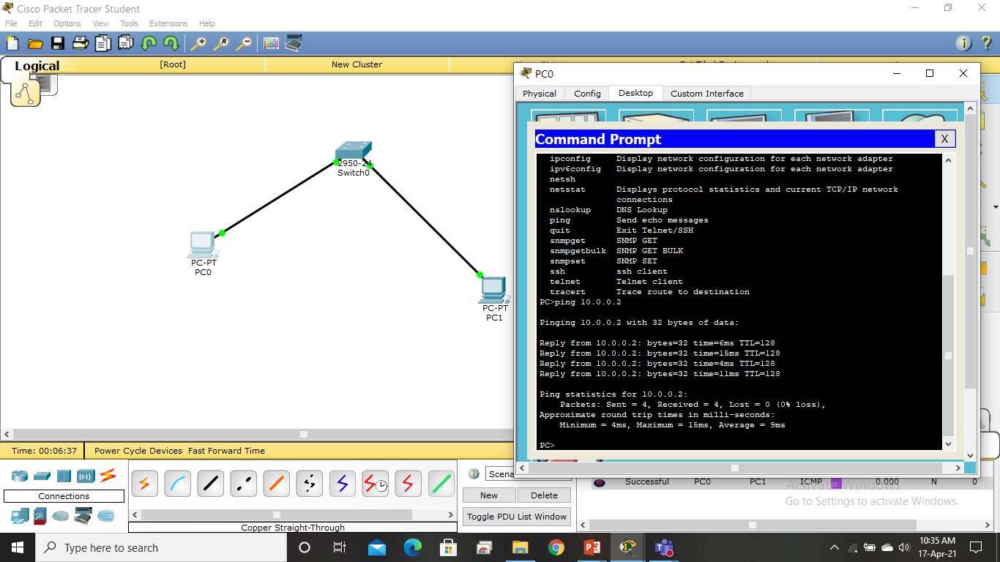 Cisco Packet Tracer Student
File Edit Options View Tools Extensions Help
Logical
[Root]
New Cluster
PC0
Physical Config Desktop Custom Interface
Command Prompt
X
ipconfig Display network configuration for each network adapter
ipv6config Display network configuration for each network adapter
netsh
netstat Displays protocol statistics and current TCP/IP network
connections
nslookup DNS Lookup
ping Send echo messages
quit Exit Telnet/SSH
snmpget SNMP GET
snmpgetbulk SNMP GET BULK
snmpset SNMP SET
ssh ssh client
telnet Telnet client
tracert Trace route to destination
PC>ping 10.0.0.2
Pinging 10.0.0.2 with 32 bytes of data:
Reply from 10.0.0.2: bytes=32 time=6ms TTL=128
Reply from 10.0.0.2: bytes=32 time=15ms TTL=128
Reply from 10.0.0.2: bytes=32 time=4ms TTL=128
Reply from 10.0.0.2: bytes=32 time=11ms TTL=128
Ping statistics for 10.0.0.2:
Packets: Sent = 4, Received = 4, Lost = 0 (0% loss),
Approximate round trip times in milli-seconds:
Minimum = 4ms, Maximum = 15ms, Average = 9ms
PC>
2950-24
Switch0
PC-PT
PC0
PC-PT
PC1
Time: 00:06:37 Power Cycle Devices Fast Forward Time
Connections
Copper Straight-Through
Scena
New Delete
Toggle PDU List Window
Successful PC0 PC1 ICMP 0.000 N 0
Activate Windows
Go to Settings to activate Windows.
Type here to search
10:35 AM
17-Apr-21